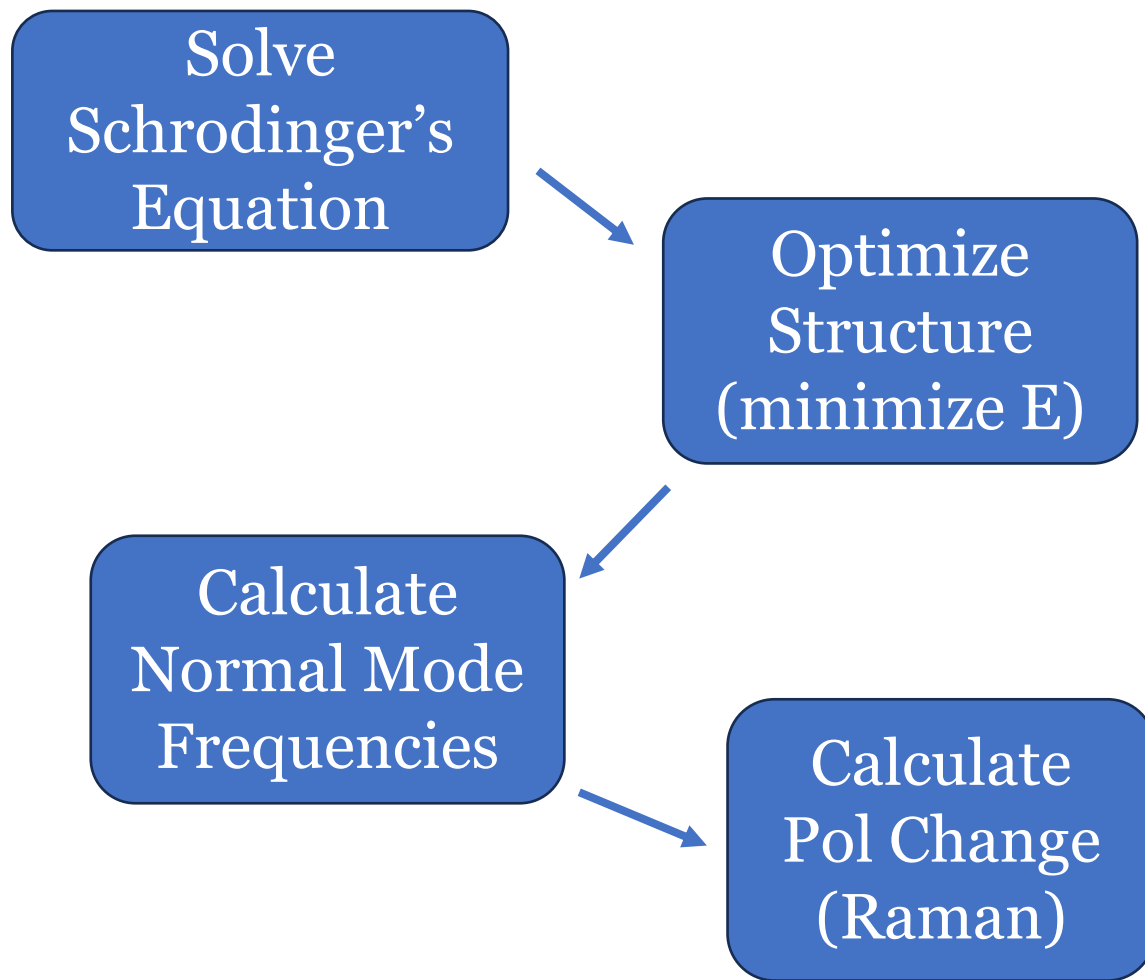 Solve
Schrodinger’s
Equation
Optimize
Structure
(minimize E)
Calculate
Normal Mode
Frequencies
Calculate
Pol Change
(Raman)